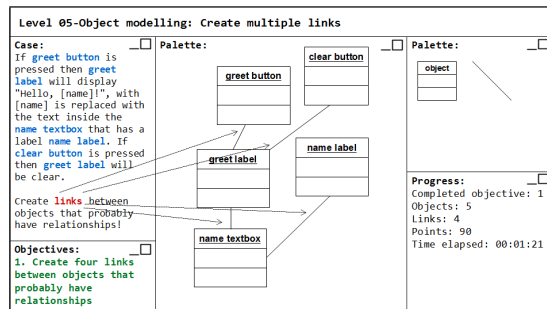 Level 05-Object modelling: Create multiple links
Case:
If greet button is
pressed then greet
label will display
"Hello, [name]!", with
[name] is replaced with
the text inside the
name textbox that has a
label name label. If
clear button is pressed
then greet label will
be clear.
Create links between
objects that probably
have relationships!
Objectives:
1. Create four links
between objects that
probably have
relationships
Palette:
greet button
clear button
greet label
name label
name textbox
Palette:
object
Progress:
Completed objective: 1
Objects: 5
Links: 4
Points: 90
Time elapsed: 00:01:21